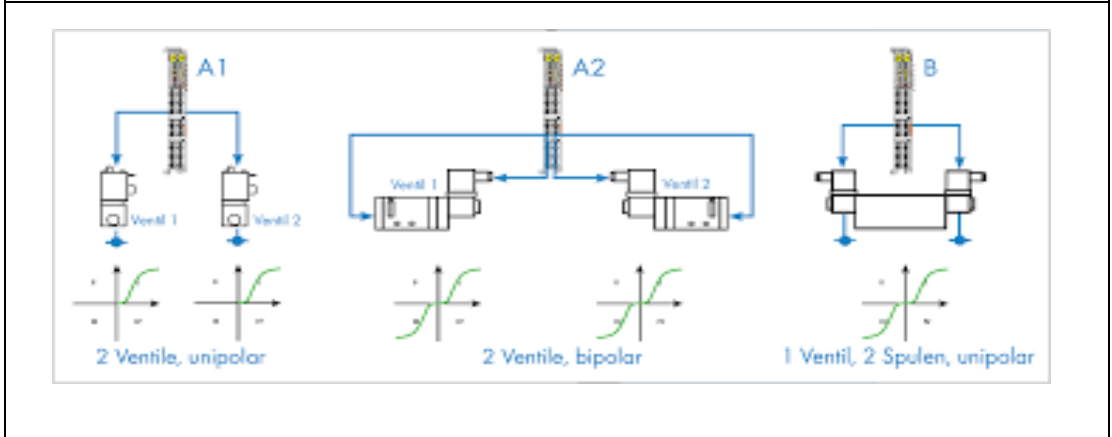 A1
A2
B
Ventil 1
Ventil 2
Ventil 1
Ventil 2
2 Ventile, unipolar
2 Ventile, bipolar
1 Ventil, 2 Spulen, unipolar